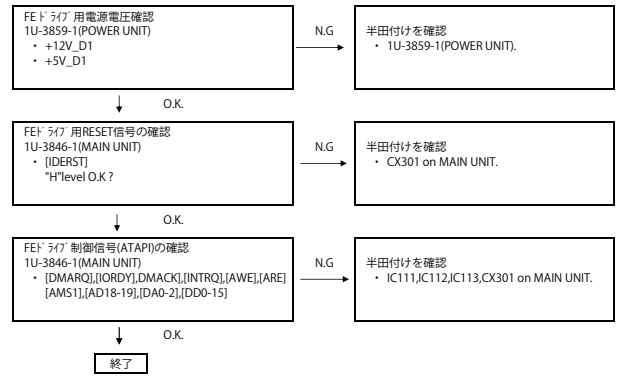 FEﾄﾞﾗｲﾌﾞ用電源電圧確認
1U-3859-1(POWER UNIT)
・ +12V_D1
・ +5V_D1
N.G
半田付けを確認
・ 1U-3859-1(POWER UNIT).
O.K.
FEﾄﾞﾗｲﾌﾞ用RESET信号の確認
1U-3846-1(MAIN UNIT)
・ [IDERST]
"H"level O.K ?
N.G
半田付けを確認
・ CX301 on MAIN UNIT.
O.K.
FEﾄﾞﾗｲﾌﾞ制御信号(ATAPI)の確認
1U-3846-1(MAIN UNIT)
・ [DMARQ],[IORDY],DMACK],[INTRQ],[AWE],[ARE]
[AMS1],[AD18-19],[DA0-2],[DD0-15]
N.G
半田付けを確認
・ IC111,IC112,IC113,CX301 on MAIN UNIT.
O.K.
終了